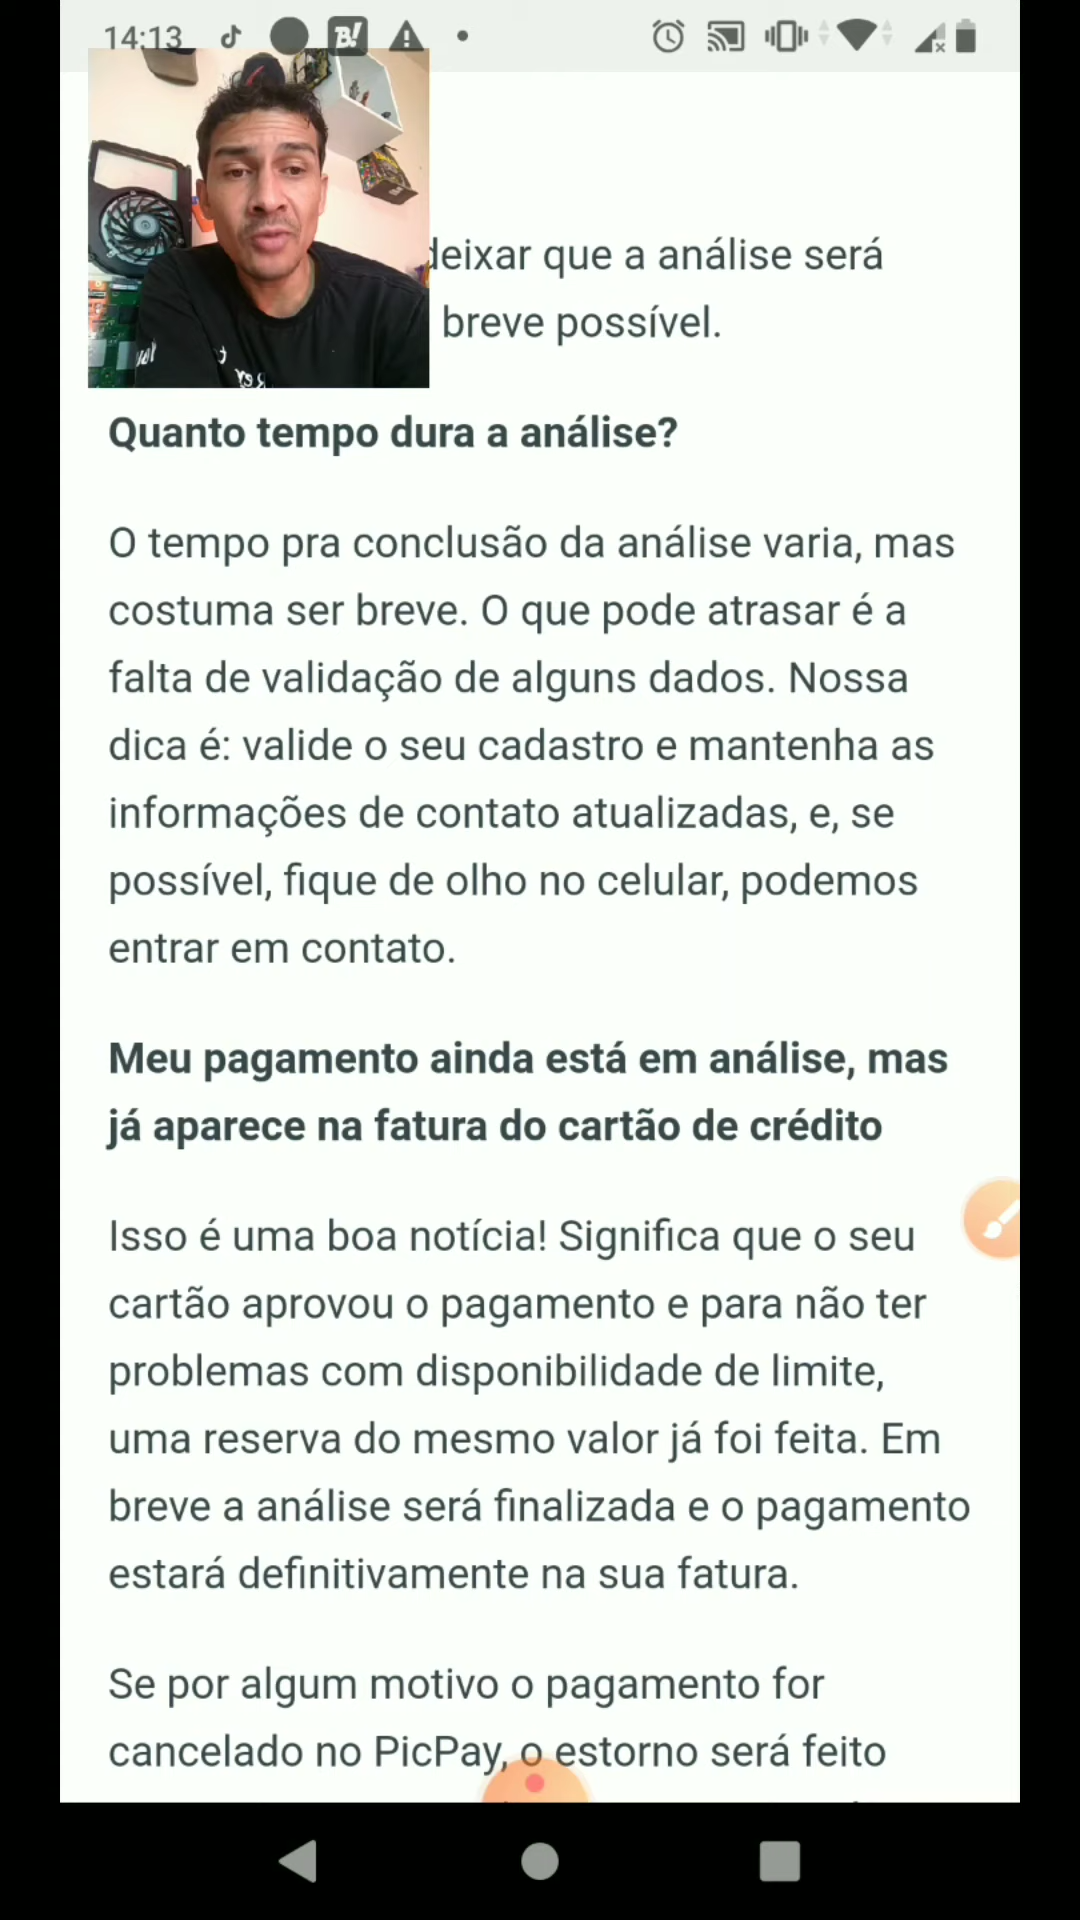 14:13
B!
deixar que a análise será
breve possível.
Quanto tempo dura a análise?
O tempo pra conclusão da análise varia, mas
costuma ser breve. O que pode atrasar é a
falta de validação de alguns dados. Nossa
dica é: valide o seu cadastro e mantenha as
informações de contato atualizadas, e, se
possível, fique de olho no celular, podemos
entrar em contato.
Meu pagamento ainda está em análise, mas
já aparece na fatura do cartão de crédito
Isso é uma boa notícia! Significa que o seu
cartão aprovou o pagamento e para não ter
problemas com disponibilidade de limite,
uma reserva do mesmo valor já foi feita. Em
breve a análise será finalizada e o pagamento
estará definitivamente na sua fatura.
Se por algum motivo o pagamento for
cancelado no PicPay, o estorno será feito